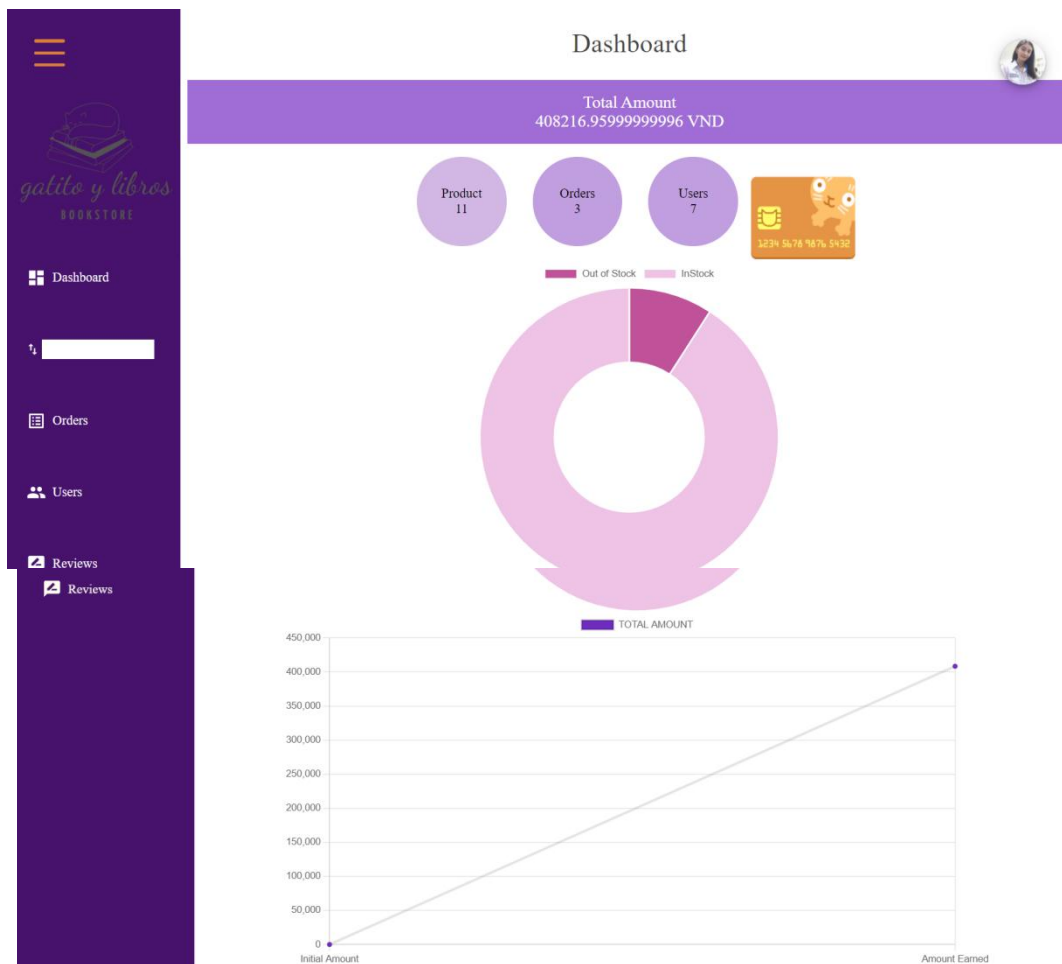 Dashboard
Total Amount
408216.95999999996 VND
gatito y libros
BOOKSTORE
Product
11
Orders
3
Users
7
1234 5678 9876 5432
Dashboard
Orders
Users
Reviews
Reviews
Out of Stock
InStock
TOTAL AMOUNT
450,000
400,000
350,000
300,000
250,000
200,000
150,000
100,000
50,000
0
Initial Amount
Amount Earned